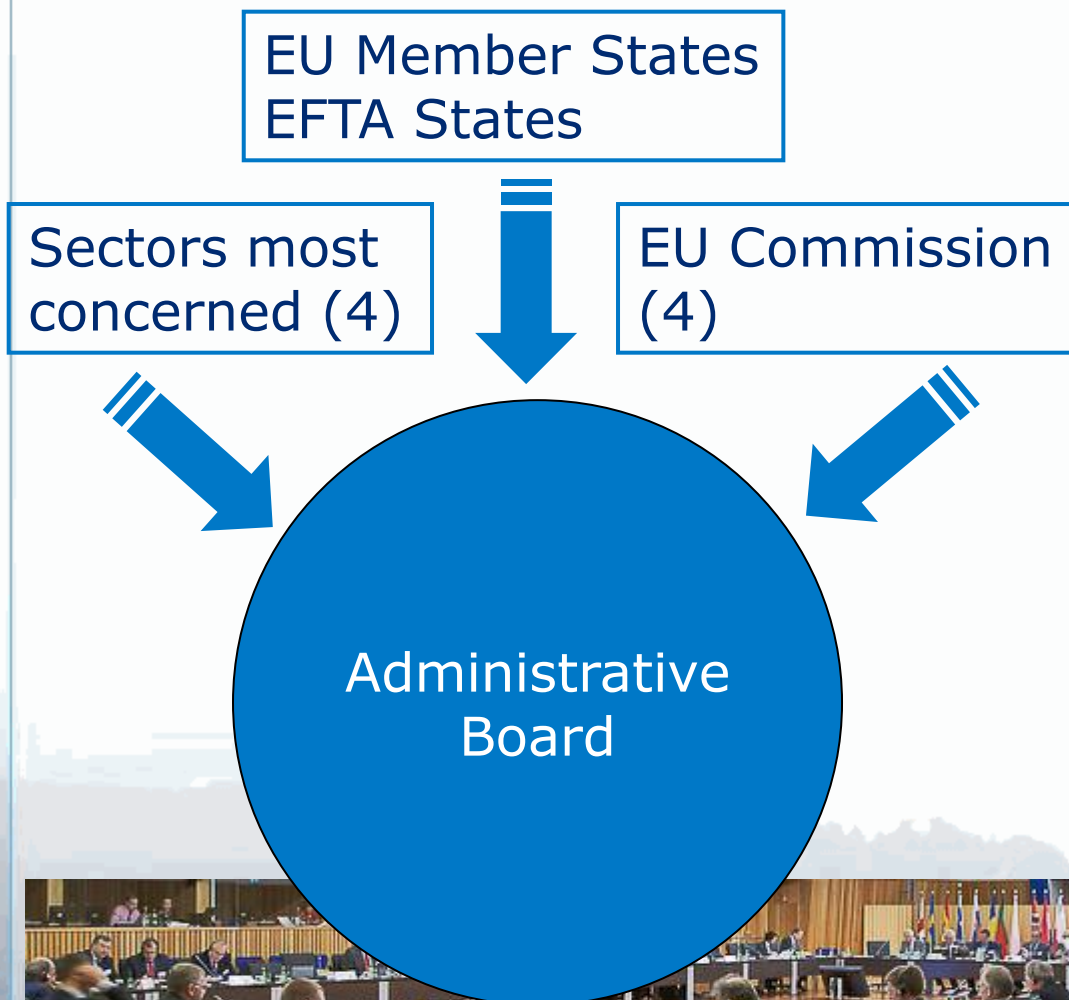 EU Member States
EFTA States
Sectors most
concerned (4)
EU Commission
(4)
Administrative
Board